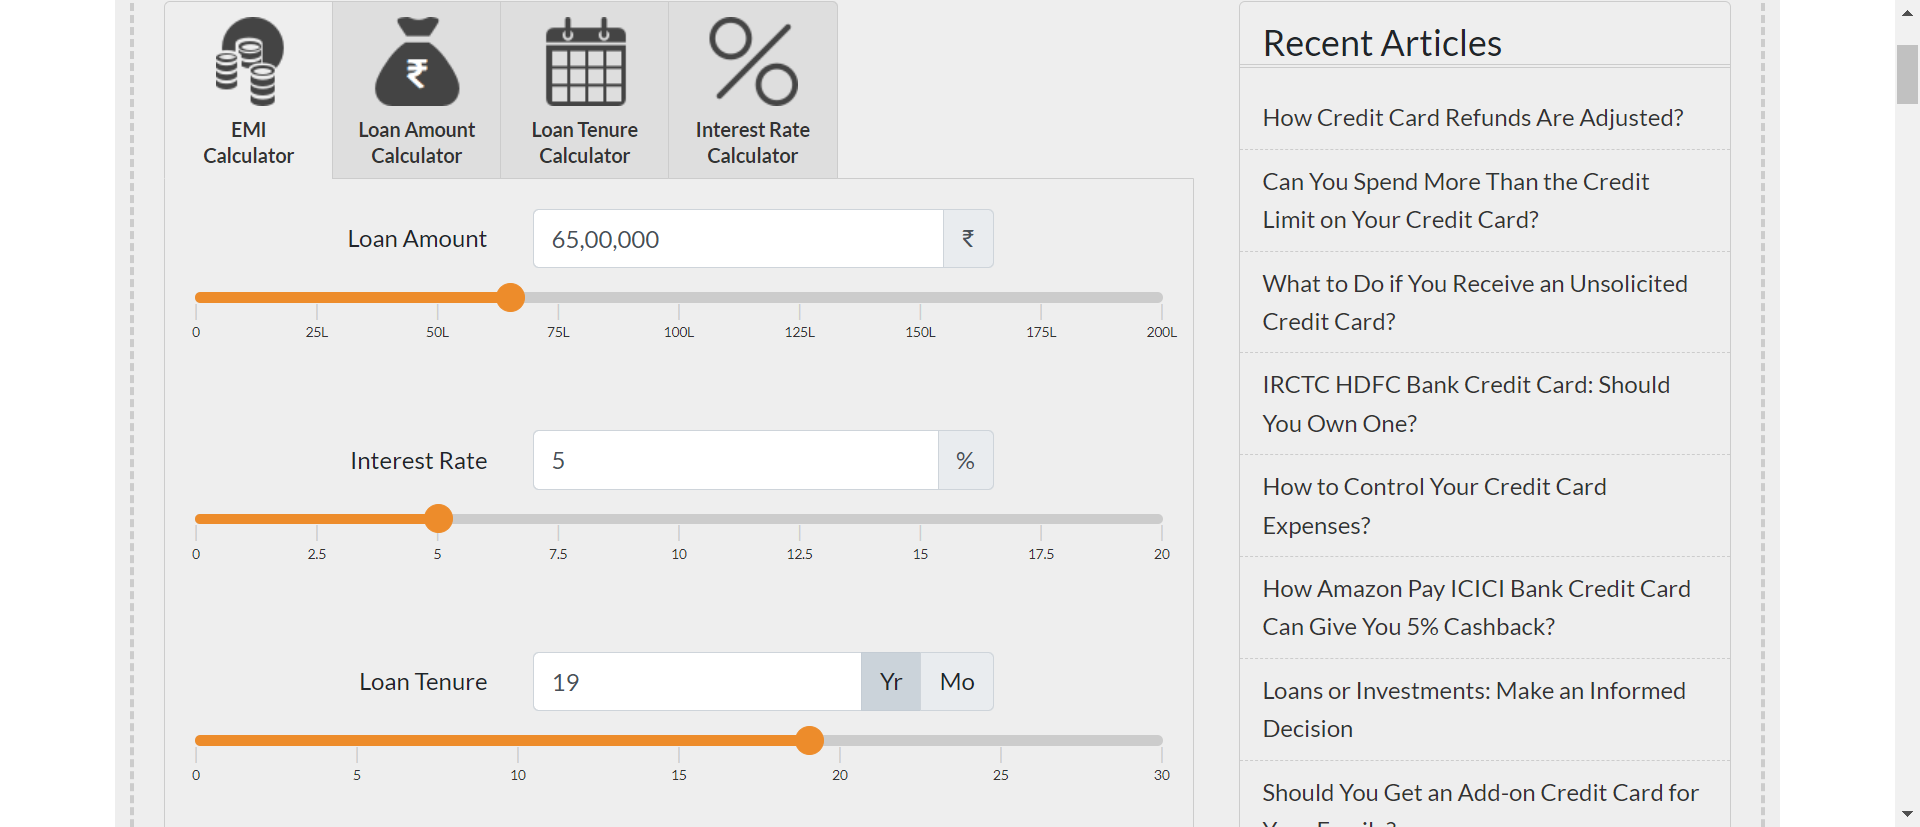 EMI
Calculator
Loan Amount
Calculator
Loan Tenure
Calculator
Interest Rate
Calculator
Loan Amount
65,00,000
₹
0 25L 50L 75L 100L 125L 150L 175L 200L
Interest Rate
5
%
0 2.5 5 7.5 10 12.5 15 17.5 20
Loan Tenure
19
Yr Mo
0 5 10 15 20 25 30
Recent Articles
How Credit Card Refunds Are Adjusted?
Can You Spend More Than the Credit
Limit on Your Credit Card?
What to Do if You Receive an Unsolicited
Credit Card?
IRCTC HDFC Bank Credit Card: Should
You Own One?
How to Control Your Credit Card
Expenses?
How Amazon Pay ICICI Bank Credit Card
Can Give You 5% Cashback?
Loans or Investments: Make an Informed
Decision
Should You Get an Add-on Credit Card for